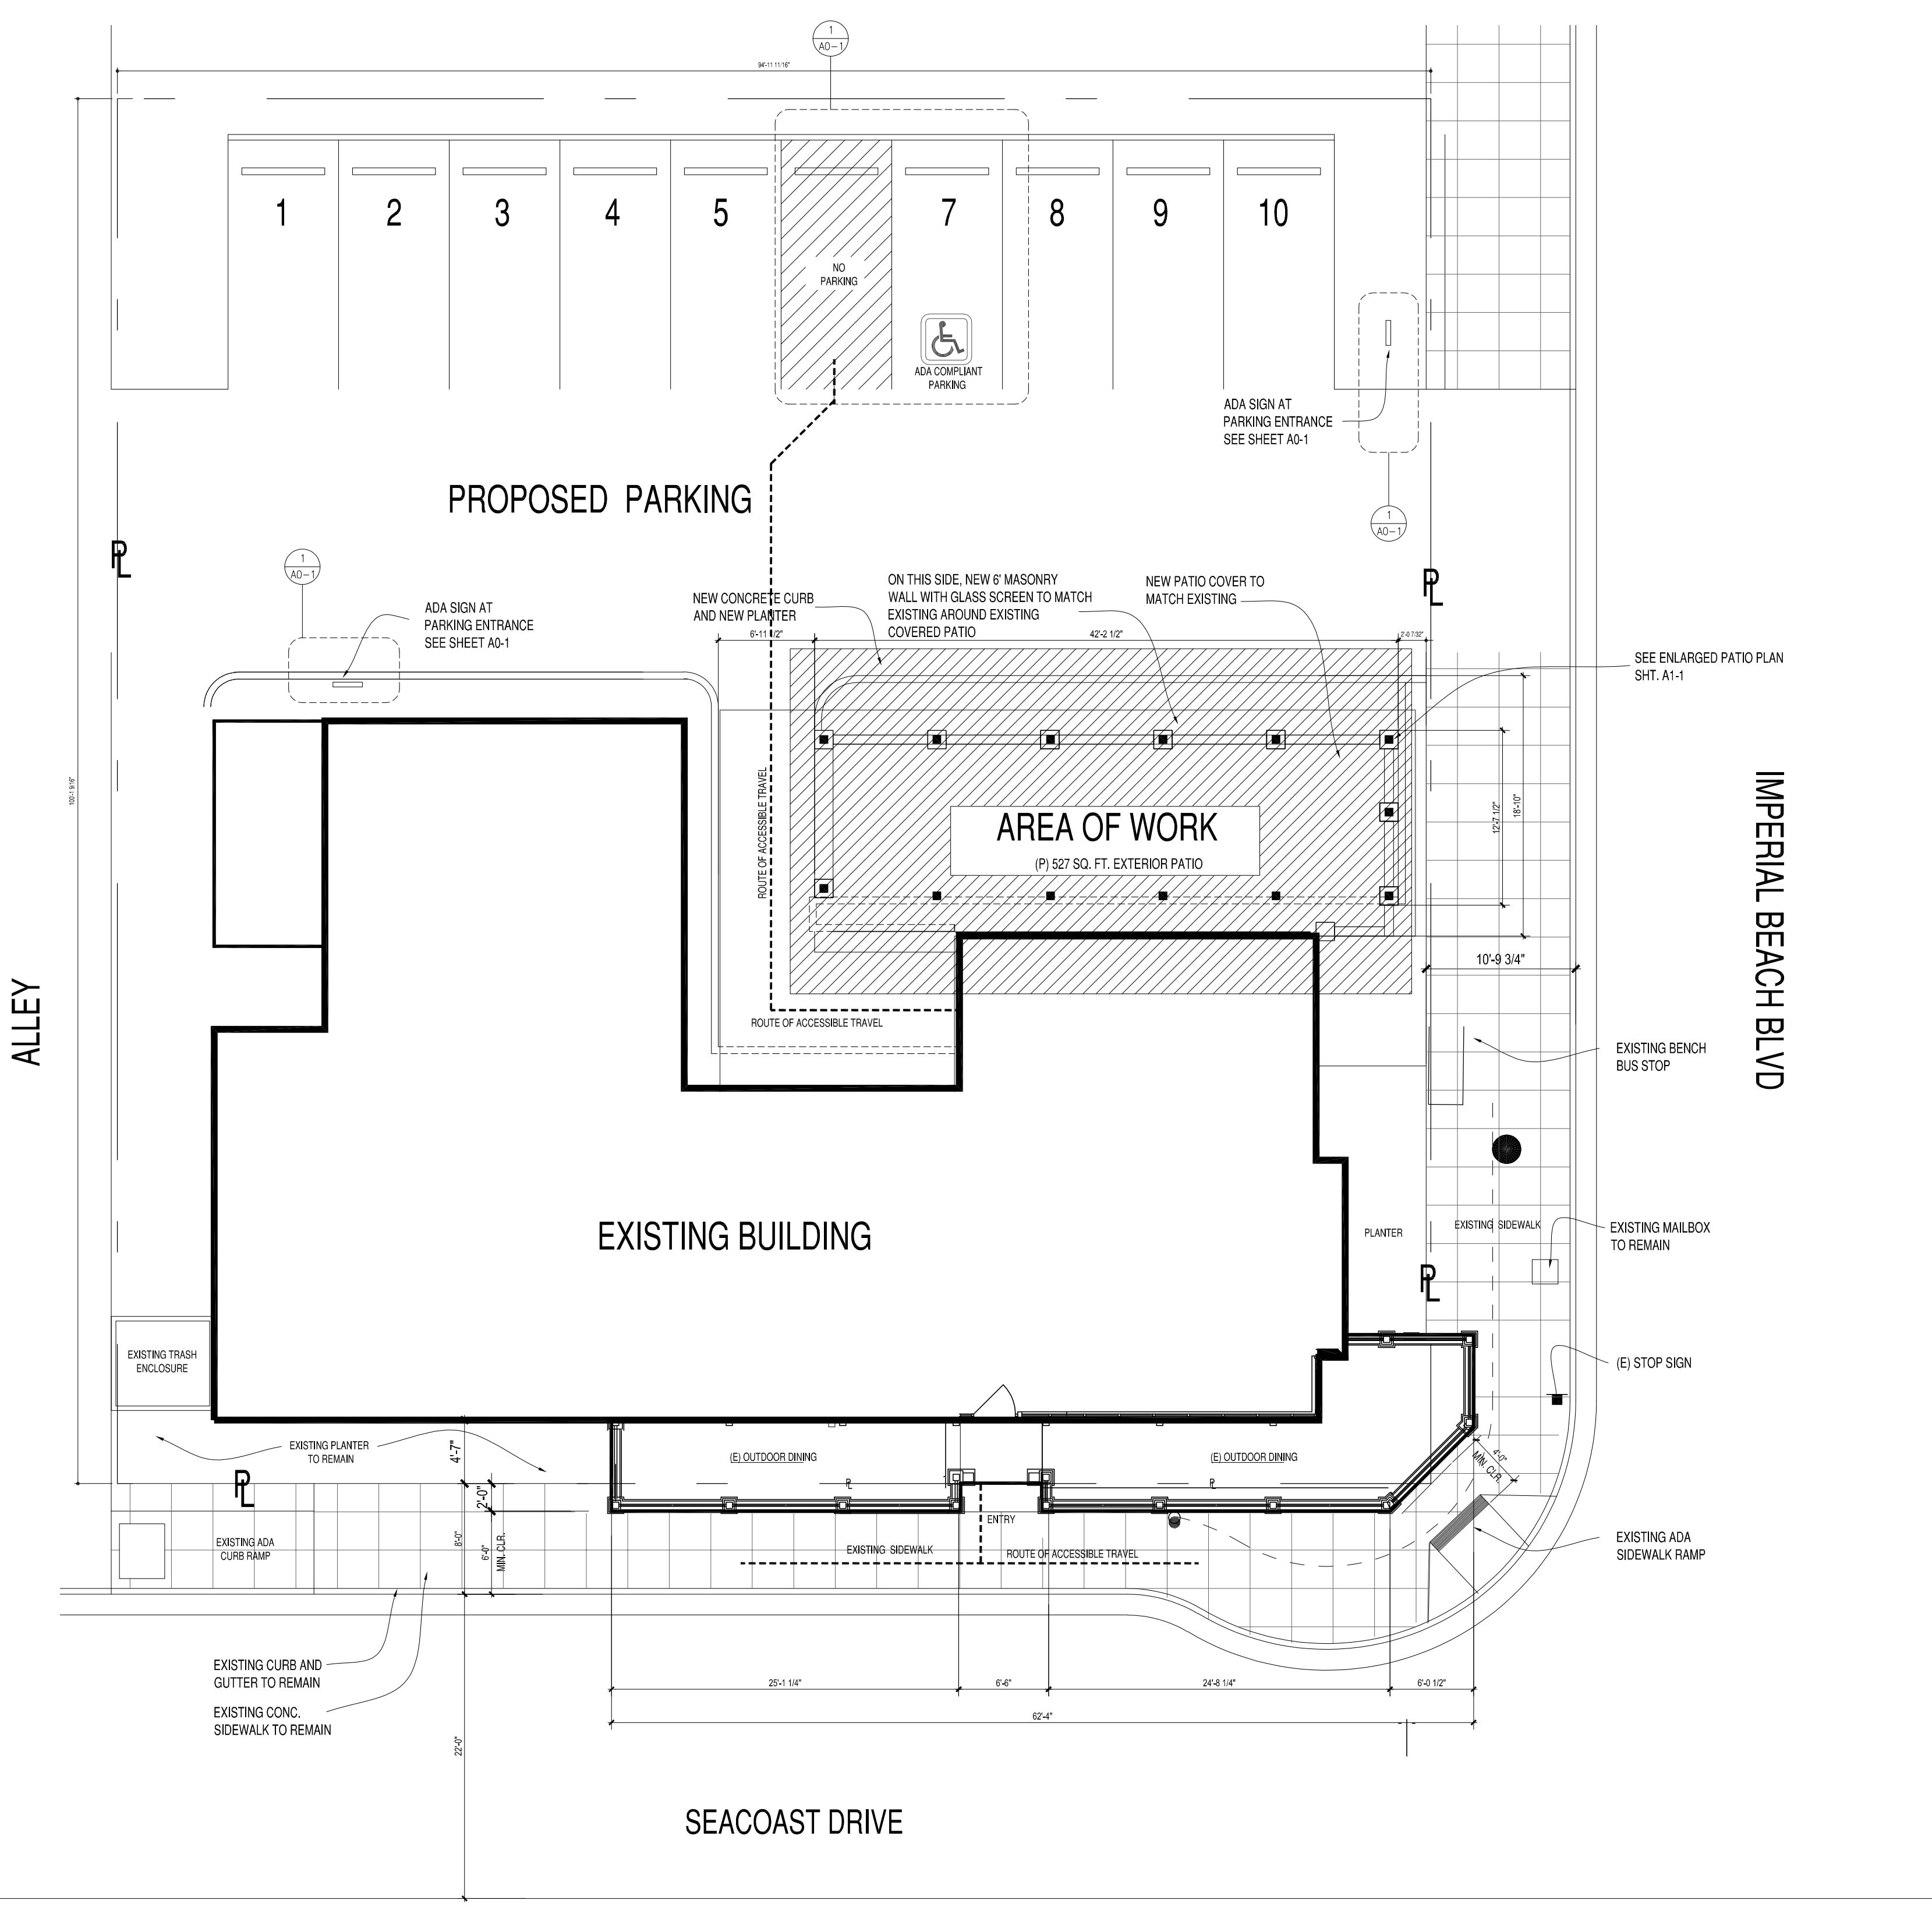 1
A0-1
94'-11 11/16"
1
2
3
4
5
7
8
9
10
NO
PARKING
ADA COMPLIANT
PARKING
ADA SIGN AT
PARKING ENTRANCE
SEE SHEET A0-1
PROPOSED PARKING
1
A0-1
PL
1
A0-1
PL
ADA SIGN AT
PARKING ENTRANCE
SEE SHEET A0-1
NEW CONCRETE CURB
AND NEW PLANTER
ON THIS SIDE, NEW 6' MASONRY
WALL WITH GLASS SCREEN TO MATCH
EXISTING AROUND EXISTING
COVERED PATIO
NEW PATIO COVER TO
MATCH EXISTING
6'-11 1/2"
42'-2 1/2"
2'-0 7/32"
SEE ENLARGED PATIO PLAN
SHT. A1-1
100'-1 9/16"
ROUTE OF ACCESSIBLE TRAVEL
AREA OF WORK
(P) 527 SQ. FT. EXTERIOR PATIO
12'-7 1/2"
18'-10"
IMPERIAL BEACH BLVD
10'-9 3/4"
ALLEY
ROUTE OF ACCESSIBLE TRAVEL
EXISTING BENCH
BUS STOP
EXISTING BUILDING
PLANTER
EXISTING SIDEWALK
EXISTING MAILBOX
TO REMAIN
PL
EXISTING TRASH
ENCLOSURE
(E) STOP SIGN
EXISTING PLANTER
TO REMAIN
4'-7"
(E) OUTDOOR DINING
(E) OUTDOOR DINING
4'-0"
MIN. CLR.
PL
PL
PL
2'-0"
ENTRY
EXISTING ADA
CURB RAMP
8'-0"
6'-0"
MIN. CLR.
EXISTING SIDEWALK
ROUTE OF ACCESSIBLE TRAVEL
EXISTING ADA
SIDEWALK RAMP
EXISTING CURB AND
GUTTER TO REMAIN
EXISTING CONC.
SIDEWALK TO REMAIN
25'-1 1/4"
6'-6"
24'-8 1/4"
6'-0 1/2"
62'-4"
22'-0"
SEACOAST DRIVE